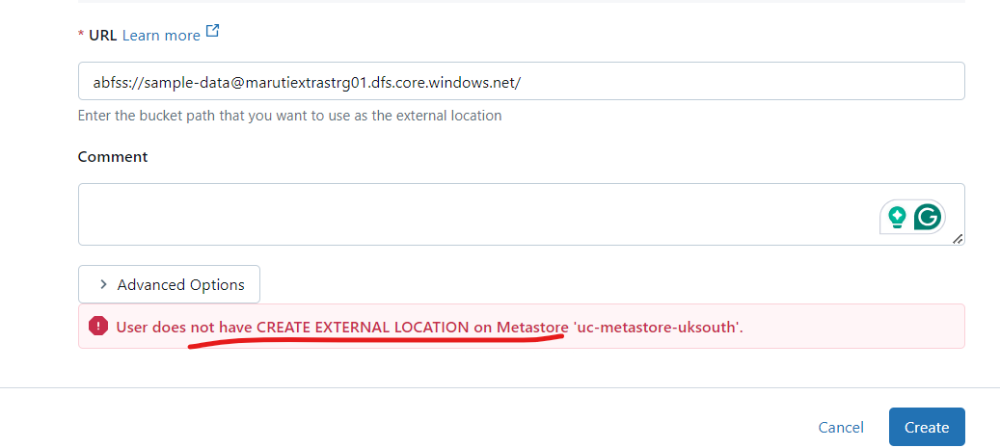 * URL Learn more
abfss://sample-data@marutiextrastrg01.dfs.core.windows.net/
Enter the bucket path that you want to use as the external location
Comment
Advanced Options
User does not have CREATE EXTERNAL LOCATION on Metastore 'uc-metastore-uksouth'.
Cancel Create